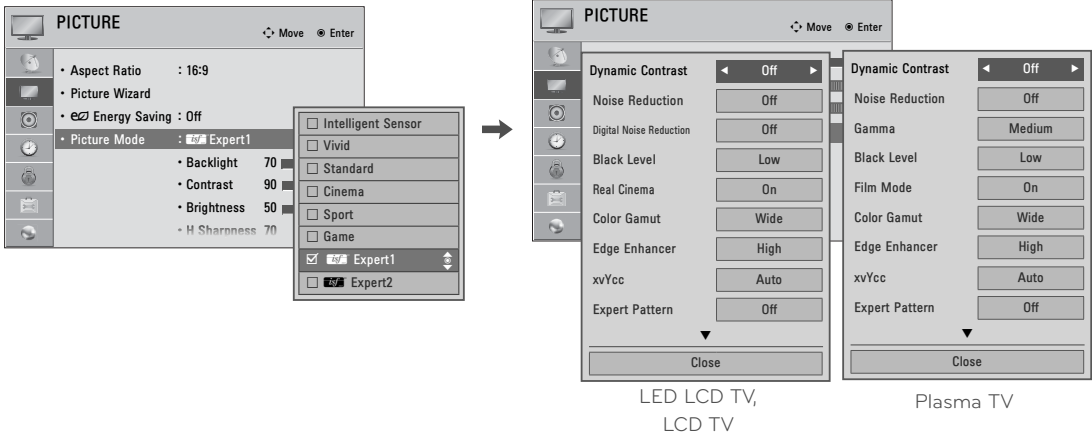 PICTURE
Move Enter
• Aspect Ratio : 16:9
• Picture Wizard
• eco Energy Saving : Off
• Picture Mode : isf Expert1
• Backlight 70
• Contrast 90
• Brightness 50
• H Sharpness 70
Intelligent Sensor
Vivid
Standard
Cinema
Sport
Game
isf Expert1
isf Expert2
PICTURE
Move Enter
Dynamic Contrast ◄ Off ►
Noise Reduction Off
Digital Noise Reduction Off
Black Level Low
Real Cinema On
Color Gamut Wide
Edge Enhancer High
xvYcc Auto
Expert Pattern Off
▼
Close
LED LCD TV,
LCD TV
Dynamic Contrast ◄ Off ►
Noise Reduction Off
Gamma Medium
Black Level Low
Film Mode On
Color Gamut Wide
Edge Enhancer High
xvYcc Auto
Expert Pattern Off
▼
Close
Plasma TV